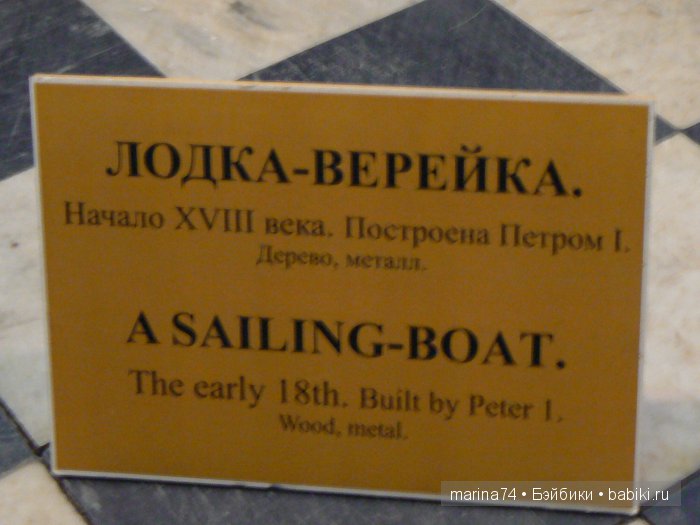 ЛОДКА-ВЕРЕЙКА.
Начало XVIII века. Построена Петром I.
Дерево, металл.
A SAILING-BOAT.
The early 18th. Built by Peter 1.
Wood, metal.
marina74 • Бэйбики • babiki.ru